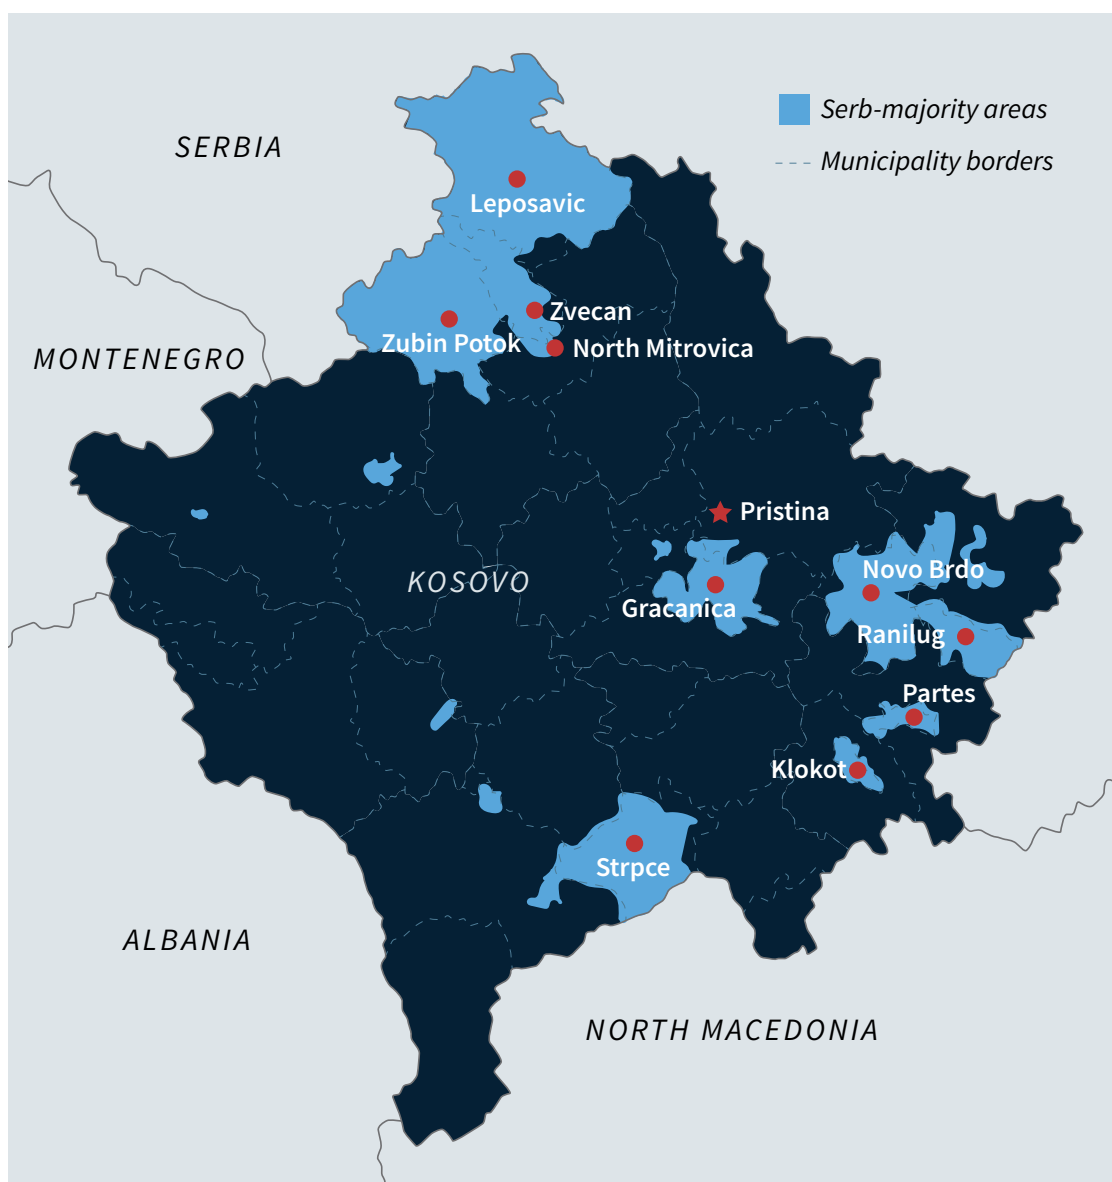 Serb-majority areas
SERBIA
Municipality borders
Leposavic
Zvecan
Zubin Potok
North Mitrovica
MONTENEGRO
Pristina
KOSOVO
Novo Brdo
Gracanica
Ranilug
Partes
Klokot
Strpce
ALBANIA
NORTH MACEDONIA